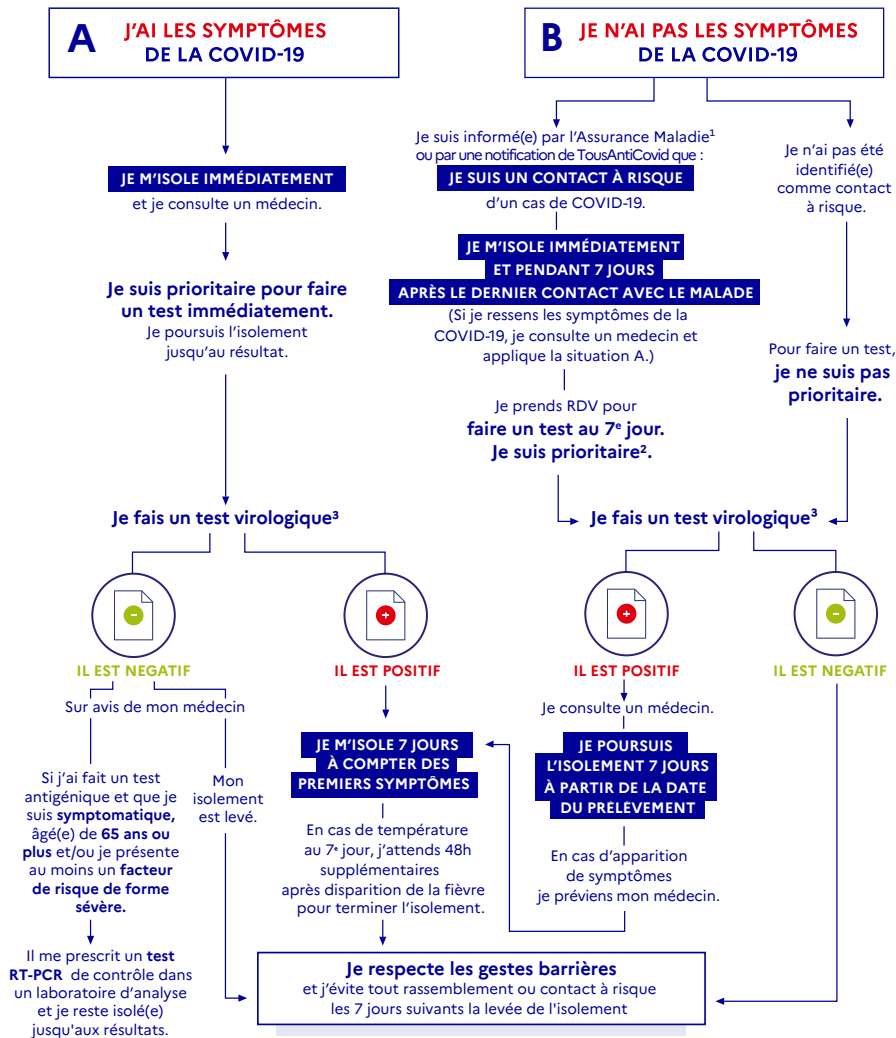 A
J'AI LES SYMPTÔMES
DE LA COVID-19
JE M'ISOLE IMMÉDIATEMENT
et je consulte un médecin.
Je suis prioritaire pour faire
un test immédiatement.
Je poursuis l'isolement
jusqu'au résultat.
Je fais un test virologique³
IL EST NEGATIF
Sur avis de mon médecin
Si j'ai fait un test
antigénique et que je
suis symptomatique,
âgé(e) de 65 ans ou
plus et/ou je présente
au moins un facteur
de risque de forme
sévère.
Il me prescrit un test
RT-PCR de contrôle dans
un laboratoire d'analyse
et je reste isolé(e)
jusqu'aux résultats.
Mon
isolement
est levé.
IL EST POSITIF
JE M'ISOLE 7 JOURS
À COMPTER DES
PREMIERS SYMPTÔMES
En cas de température
au 7e jour, j'attends 48h
supplémentaires
après disparition de la fièvre
pour terminer l'isolement.
B
JE N'AI PAS LES SYMPTÔMES
DE LA COVID-19
Je suis informé(e) par l'Assurance Maladie¹
ou par une notification de TousAntiCovid que :
JE SUIS UN CONTACT À RISQUE
d'un cas de COVID-19.
JE M'ISOLE IMMÉDIATEMENT
ET PENDANT 7 JOURS
APRÈS LE DERNIER CONTACT AVEC LE MALADE
(Si je ressens les symptômes de la
COVID-19, je consulte un medecin et
applique la situation A.)
Je prends RDV pour
faire un test au 7e jour.
Je suis prioritaire².
Je n'ai pas été
identifié(e)
comme contact
à risque.
Pour faire un test,
je ne suis pas
prioritaire.
Je fais un test virologique³
IL EST POSITIF
Je consulte un médecin.
JE POURSUIS
L'ISOLEMENT 7 JOURS
À PARTIR DE LA DATE
DU PRÉLÈVEMENT
En cas d'apparition
de symptômes
je préviens mon médecin.
IL EST NEGATIF
Je respecte les gestes barrières
et j'évite tout rassemblement ou contact à risque
les 7 jours suivants la levée de l'isolement